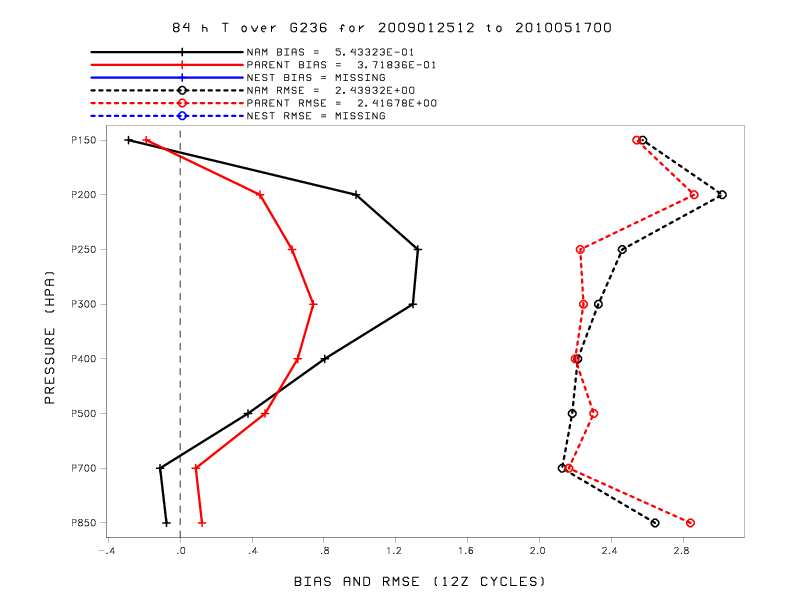 84 h T over G236 for 2009012512 to 2010051700
NAM BIAS = 5.43323E-01
PARENT BIAS = 3.71836E-01
NEST BIAS = MISSING
NAM RMSE = 2.43932E+00
PARENT RMSE = 2.41678E+00
NEST RMSE = MISSING
P150
P200
P250
P300
P400
P500
P700
P850
PRESSURE (HPA)
-.4 .0 .4 .8 1.2 1.6 2.0 2.4 2.8
BIAS AND RMSE (12Z CYCLES)